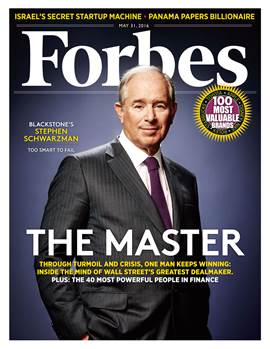 ISRAEL'S SECRET STARTUP MACHINE · PANAMA PAPERS BILLIONAIRE
MAY 31, 2016
Forbes
BLACKSTONE'S
STEPHEN
SCHWARZMAN
TOO SMART TO FAIL
100
MOST
VALUABLE
BRANDS
THE MASTER
THROUGH TURMOIL AND CRISIS, ONE MAN KEEPS WINNING:
INSIDE THE MIND OF WALL STREET'S GREATEST DEALMAKER.
PLUS: THE 40 MOST POWERFUL PEOPLE IN FINANCE